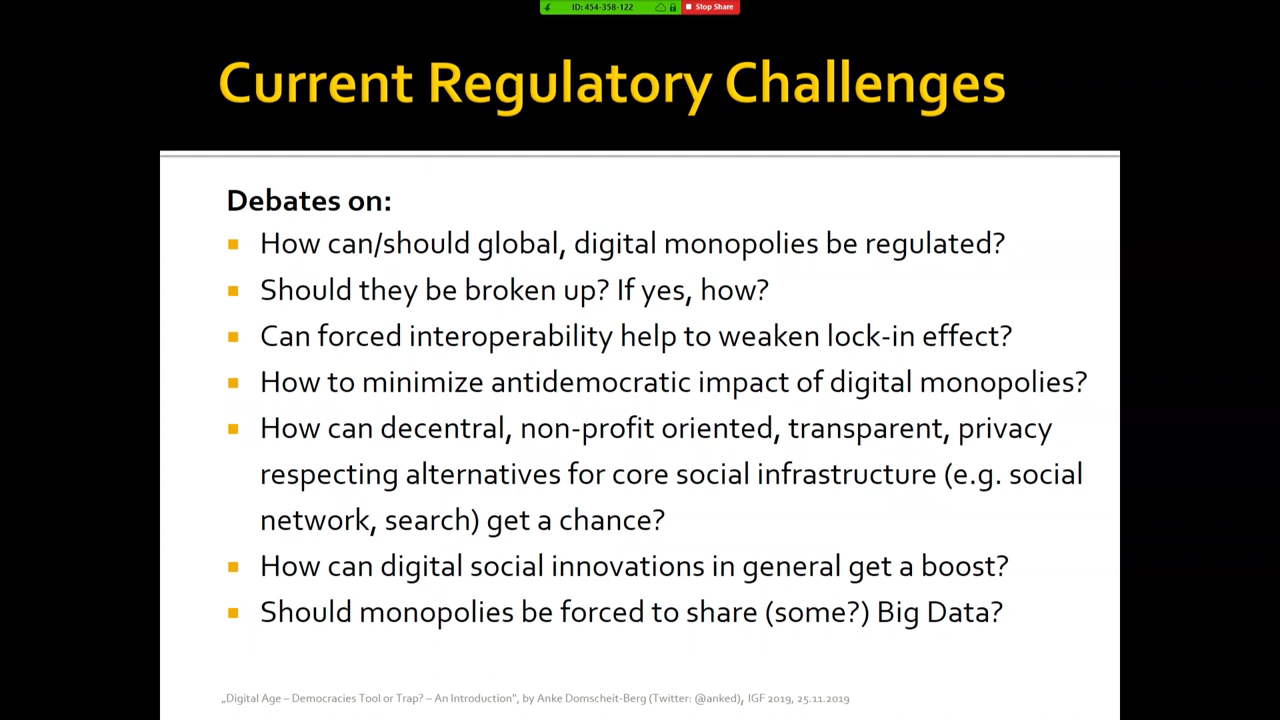 ID: 454-358-122
Stop Share
Current Regulatory Challenges
Debates on:
How can/should global, digital monopolies be regulated?
Should they be broken up? If yes, how?
Can forced interoperability help to weaken lock-in effect?
How to minimize antidemocratic impact of digital monopolies?
How can decentral, non-profit oriented, transparent, privacy
respecting alternatives for core social infrastructure (e.g. social
network, search) get a chance?
How can digital social innovations in general get a boost?
Should monopolies be forced to share (some?) Big Data?
„Digital Age – Democracies Tool or Trap? – An Introduction", by Anke Domscheit-Berg (Twitter: @anked), IGF 2019, 25.11.2019